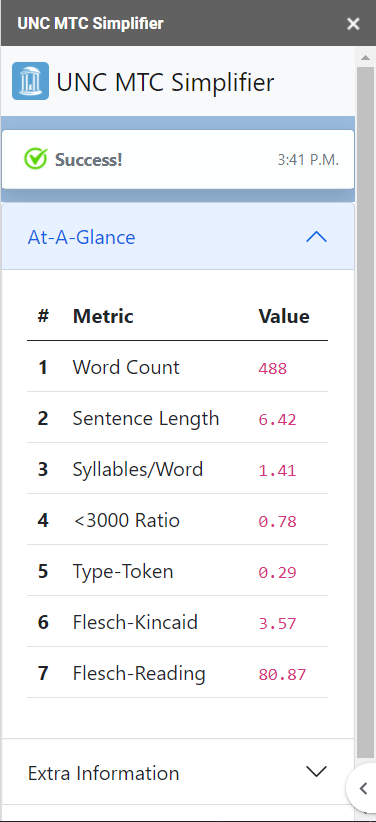 UNC MTC Simplifier
UNC MTC Simplifier
Success! 3:41 P.M.
At-A-Glance
# Metric Value
1 Word Count 488
2 Sentence Length 6.42
3 Syllables/Word 1.41
4 <3000 Ratio 0.78
5 Type-Token 0.29
6 Flesch-Kincaid 3.57
7 Flesch-Reading 80.87
Extra Information